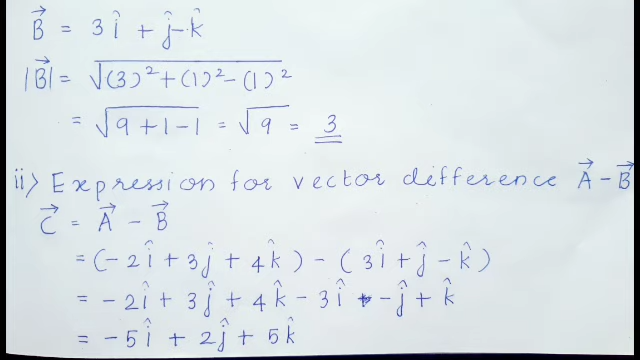 B⃗ = 3î + ĵ - k̂
|B⃗| = √(3)² + (1)² - (1)²
= √9 + 1 - 1 = √9 = 3
ii) Expression for vector difference A⃗ - B⃗
C⃗ = A⃗ - B⃗
= (-2î + 3ĵ + 4k̂) - (3î + ĵ - k̂)
= -2î + 3ĵ + 4k̂ - 3î - ĵ + k̂
= -5î + 2ĵ + 5k̂